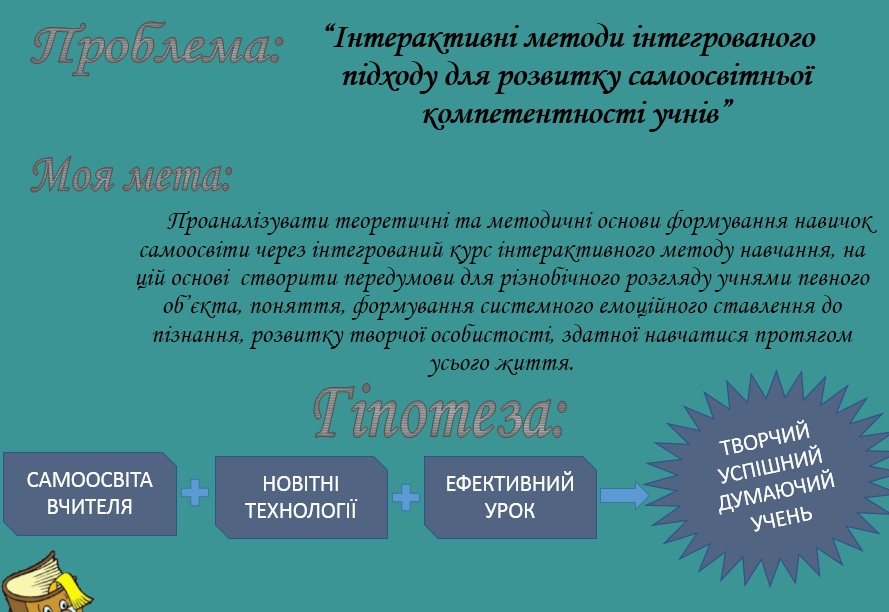 Проблема:
“Інтерактивні методи інтегрованого
підходу для розвитку самоосвітньої
компетентності учнів”
Моя мета:
Проаналізувати теоретичні та методичні основи формування навичок
самоосвіти через інтегрований курс інтерактивного методу навчання, на
цій основі створити передумови для різнобічного розгляду учнями певного
об’єкта, поняття, формування системного емоційного ставлення до
пізнання, розвитку творчої особистості, здатної навчатися протягом
усього життя.
Гіпотеза:
САМООСВІТА
ВЧИТЕЛЯ
НОВІТНІ
ТЕХНОЛОГІЇ
ЕФЕКТИВНИЙ
УРОК
ТВОРЧИЙ
УСПІШНИЙ
ДУМАЮЧИЙ
УЧЕНЬ